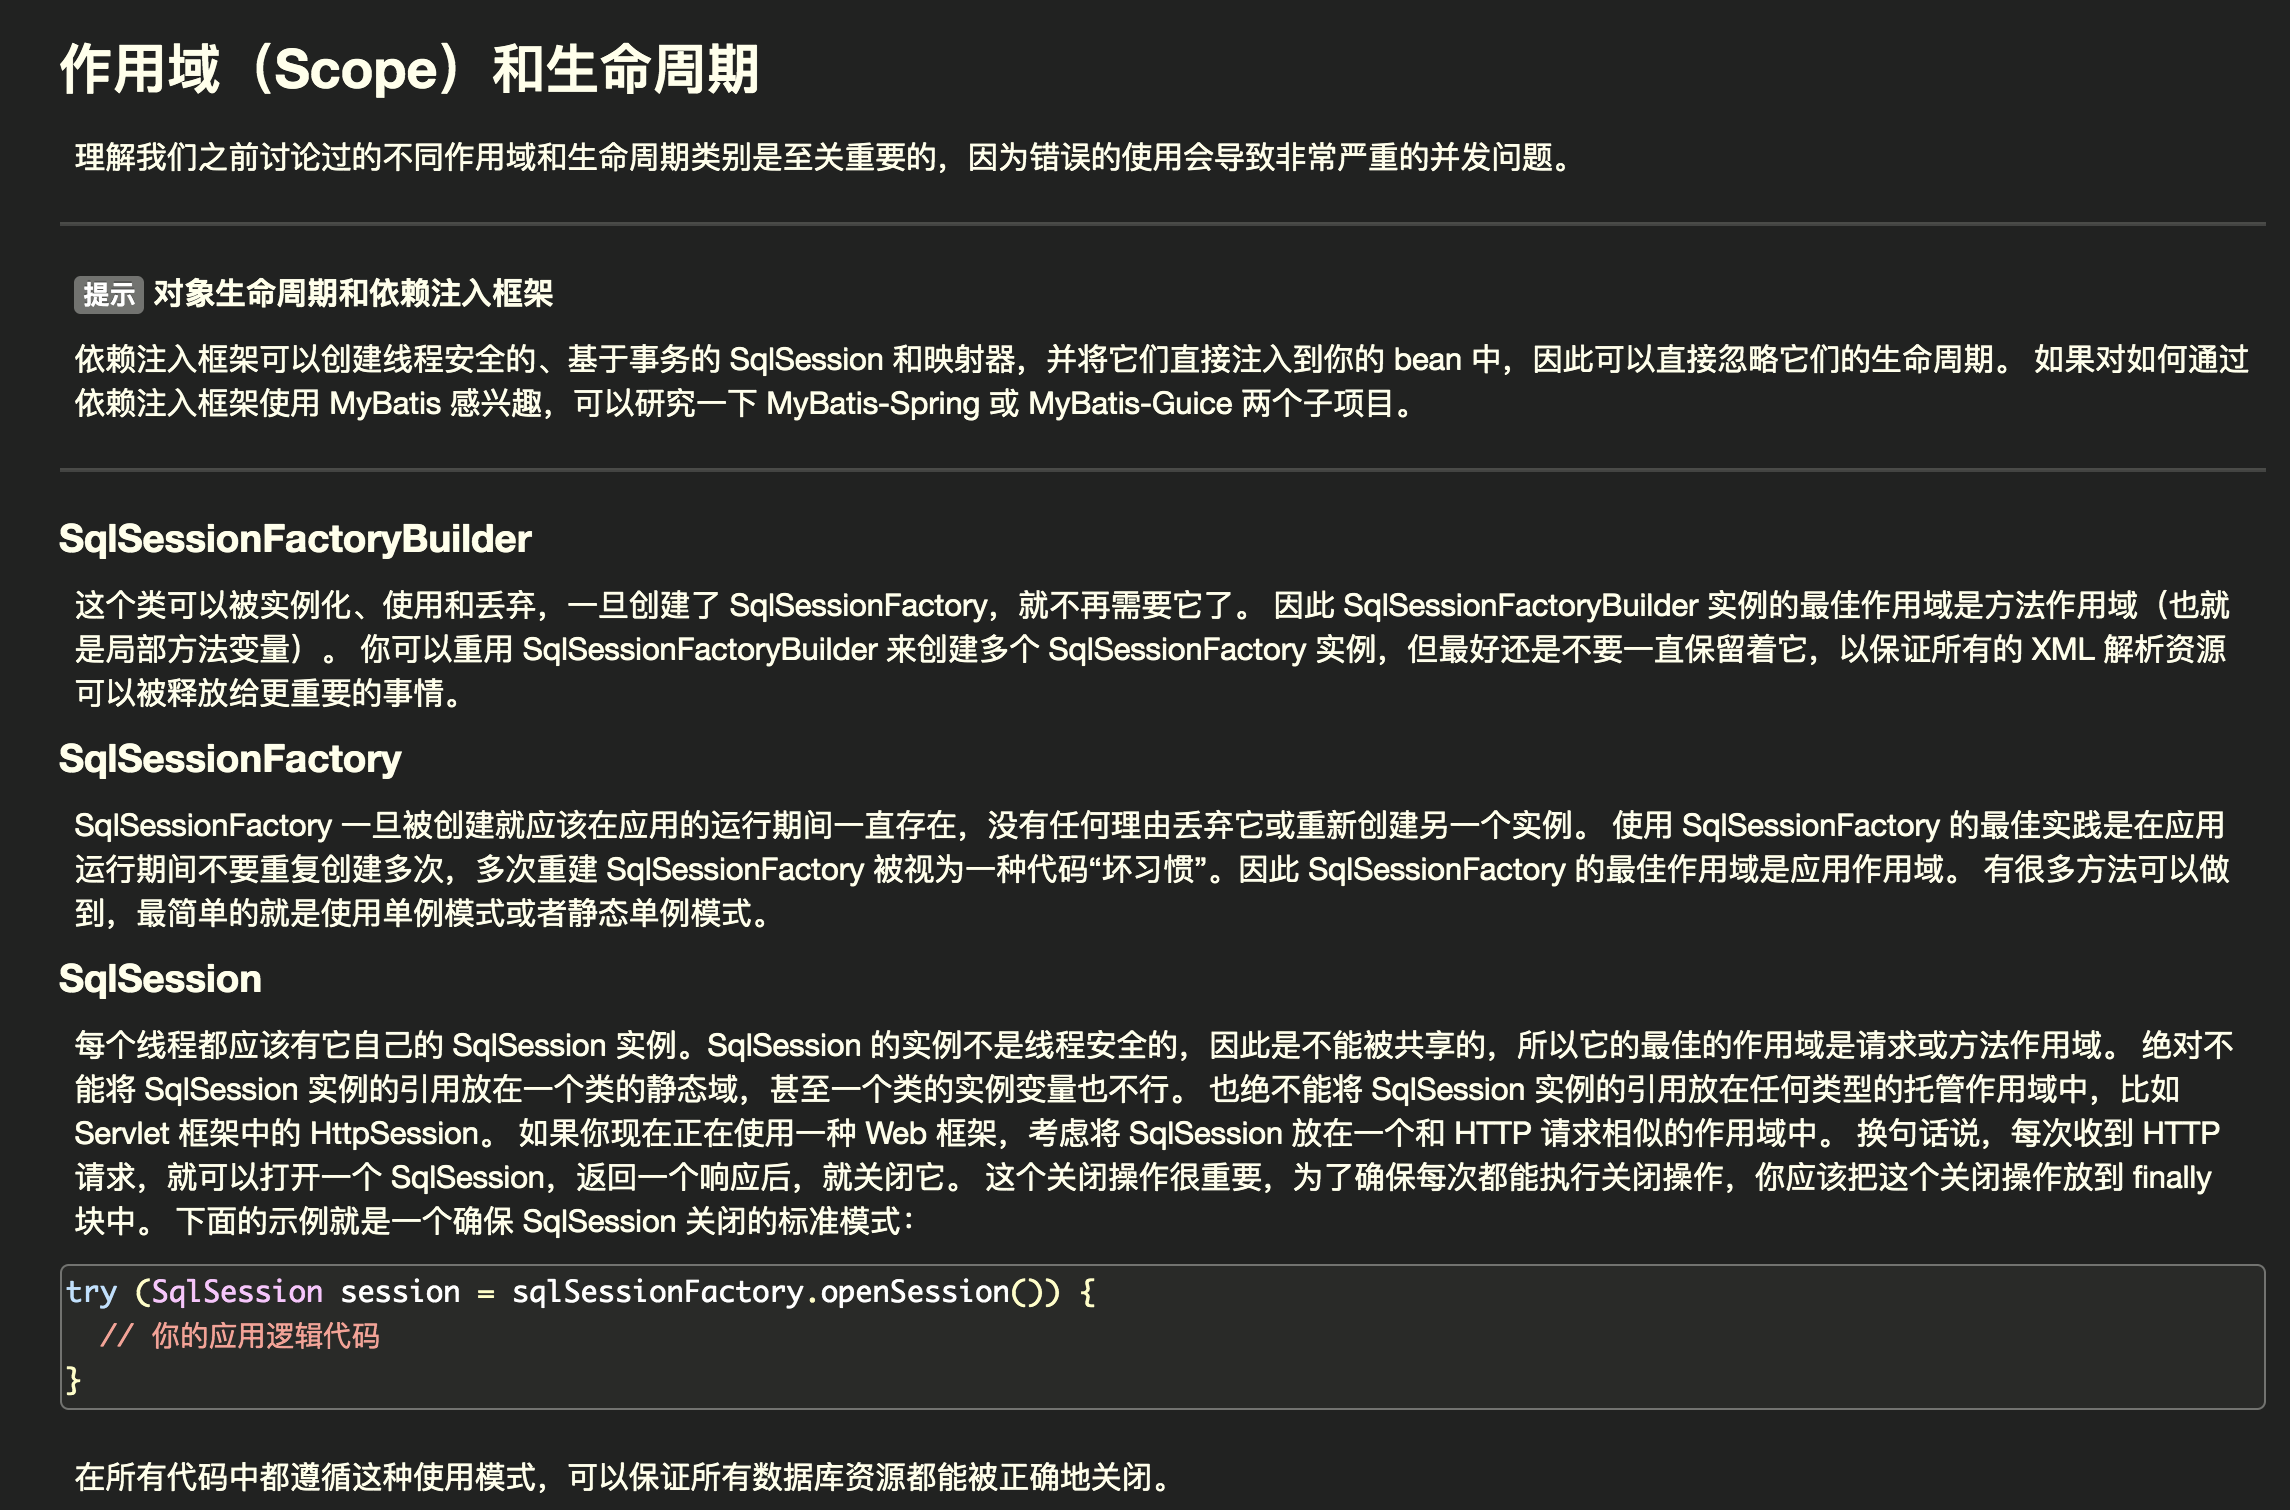 作用域（Scope）和生命周期
理解我们之前讨论过的不同作用域和生命周期类别是至关重要的，因为错误的使用会导致非常严重的并发问题。
提示 对象生命周期和依赖注入框架
依赖注入框架可以创建线程安全的、基于事务的 SqlSession 和映射器，并将它们直接注入到你的 bean 中，因此可以直接忽略它们的生命周期。 如果对如何通过
依赖注入框架使用 MyBatis 感兴趣，可以研究一下 MyBatis-Spring 或 MyBatis-Guice 两个子项目。
SqlSessionFactoryBuilder
这个类可以被实例化、使用和丢弃，一旦创建了 SqlSessionFactory，就不再需要它了。 因此 SqlSessionFactoryBuilder 实例的最佳作用域是方法作用域（也就
是局部方法变量）。 你可以重用 SqlSessionFactoryBuilder 来创建多个 SqlSessionFactory 实例，但最好还是不要一直保留着它，以保证所有的 XML 解析资源
可以被释放给更重要的事情。
SqlSessionFactory
SqlSessionFactory 一旦被创建就应该在应用的运行期间一直存在，没有任何理由丢弃它或重新创建另一个实例。 使用 SqlSessionFactory 的最佳实践是在应用
运行期间不要重复创建多次，多次重建 SqlSessionFactory 被视为一种代码“坏习惯”。因此 SqlSessionFactory 的最佳作用域是应用作用域。 有很多方法可以做
到，最简单的就是使用单例模式或者静态单例模式。
SqlSession
每个线程都应该有它自己的 SqlSession 实例。SqlSession 的实例不是线程安全的，因此是不能被共享的，所以它的最佳的作用域是请求或方法作用域。 绝对不
能将 SqlSession 实例的引用放在一个类的静态域，甚至一个类的实例变量也不行。 也绝不能将 SqlSession 实例的引用放在任何类型的托管作用域中，比如
Servlet 框架中的 HttpSession。 如果你现在正在使用一种 Web 框架，考虑将 SqlSession 放在一个和 HTTP 请求相似的作用域中。 换句话说，每次收到 HTTP
请求，就可以打开一个 SqlSession，返回一个响应后，就关闭它。 这个关闭操作很重要，为了确保每次都能执行关闭操作，你应该把这个关闭操作放到 finally
块中。 下面的示例就是一个确保 SqlSession 关闭的标准模式：
try (SqlSession session = sqlSessionFactory.openSession()) {
  // 你的应用逻辑代码
}
在所有代码中都遵循这种使用模式，可以保证所有数据库资源都能被正确地关闭。